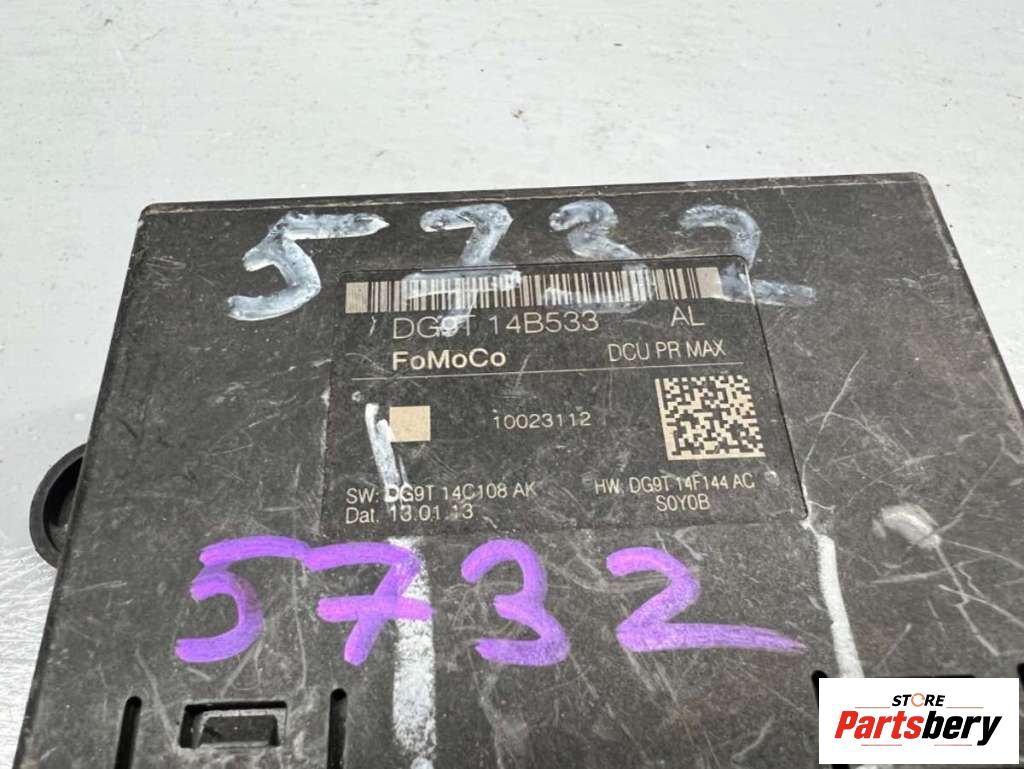 5732
DG9T 14B533 AL
FoMoCo DCU PR MAX
10023112
SW: DG9T 14C108 AK HW: DG9T 14F144 AC
Dat. 13.01.13 S0Y0B
5732
STORE
Partsbery